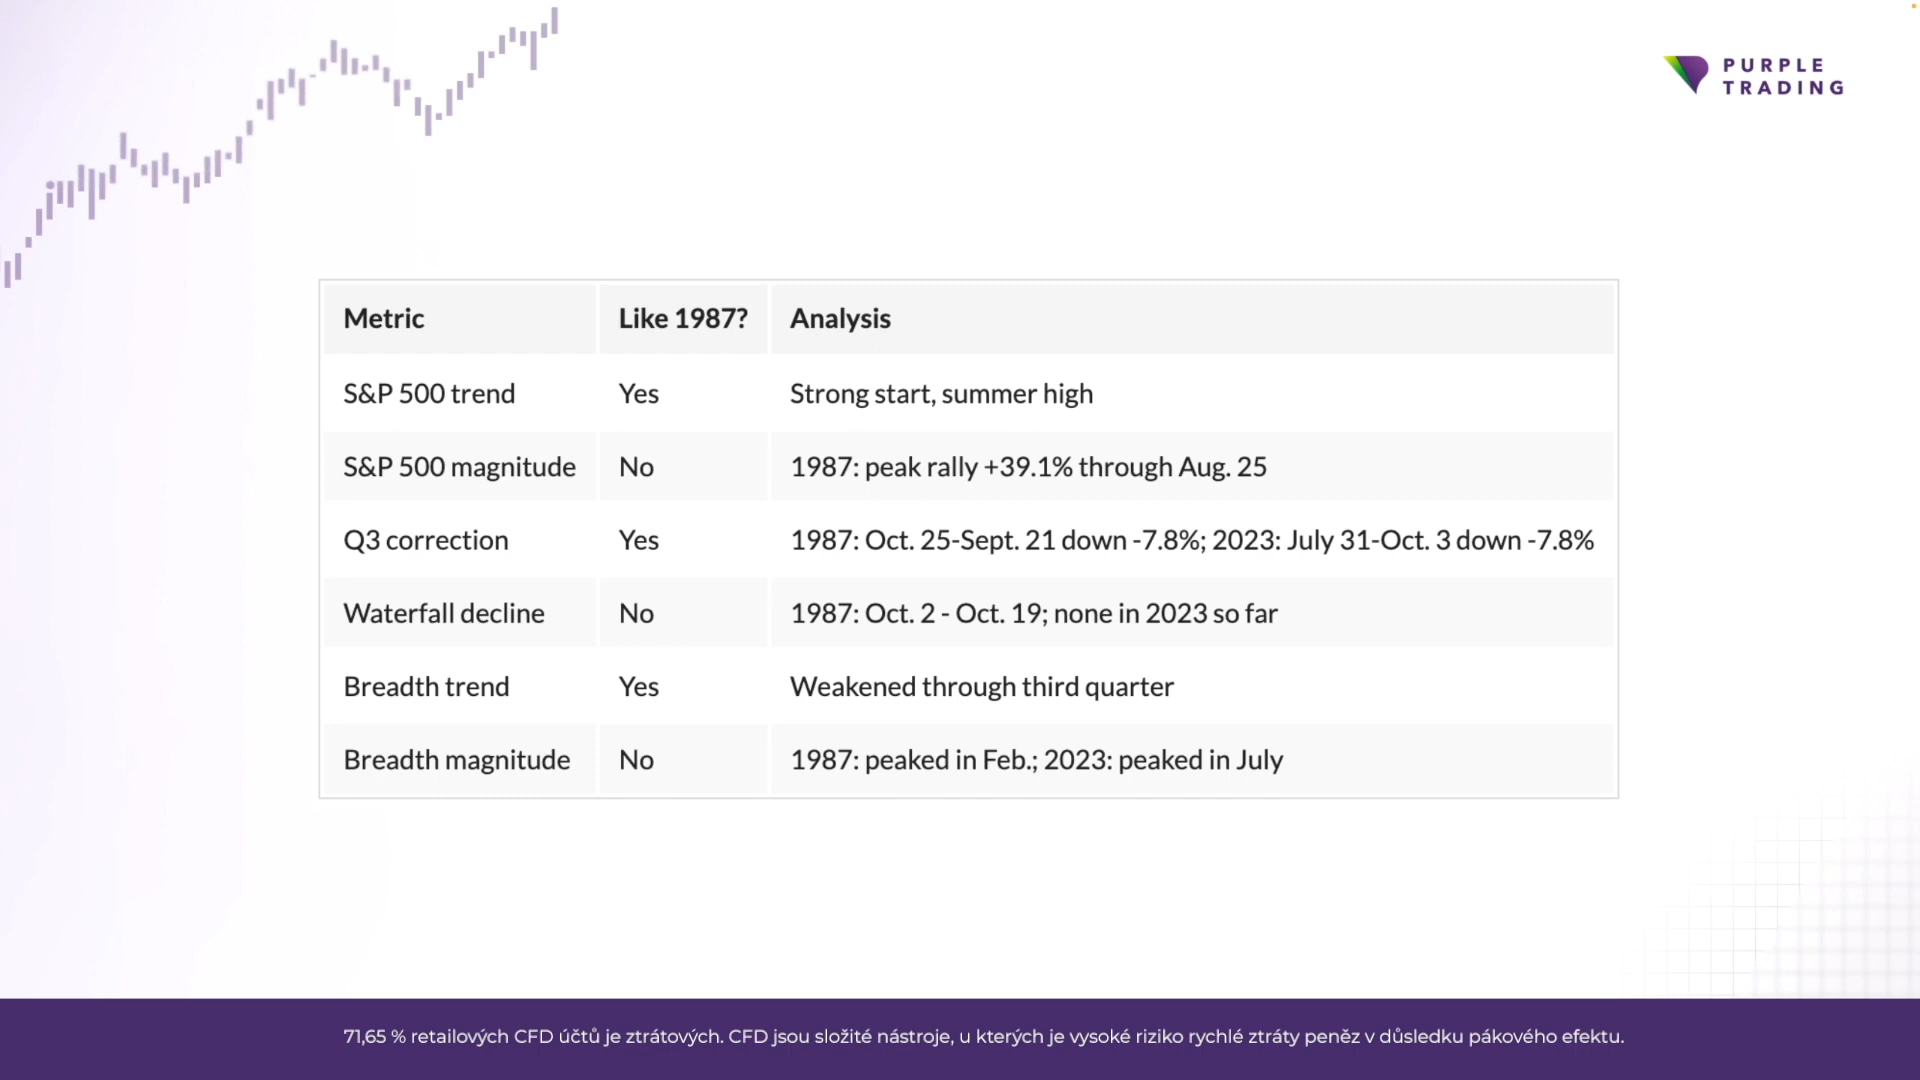 PURPLE
TRADING
Metric Like 1987? Analysis
S&P 500 trend Yes Strong start, summer high
S&P 500 magnitude No 1987: peak rally +39.1% through Aug. 25
Q3 correction Yes 1987: Oct. 25-Sept. 21 down -7.8%; 2023: July 31-Oct. 3 down -7.8%
Waterfall decline No 1987: Oct. 2 - Oct. 19; none in 2023 so far
Breadth trend Yes Weakened through third quarter
Breadth magnitude No 1987: peaked in Feb.; 2023: peaked in July
71,65 % retailových CFD účtů je ztrátových. CFD jsou složité nástroje, u kterých je vysoké riziko rychlé ztráty peněz v důsledku pákového efektu.